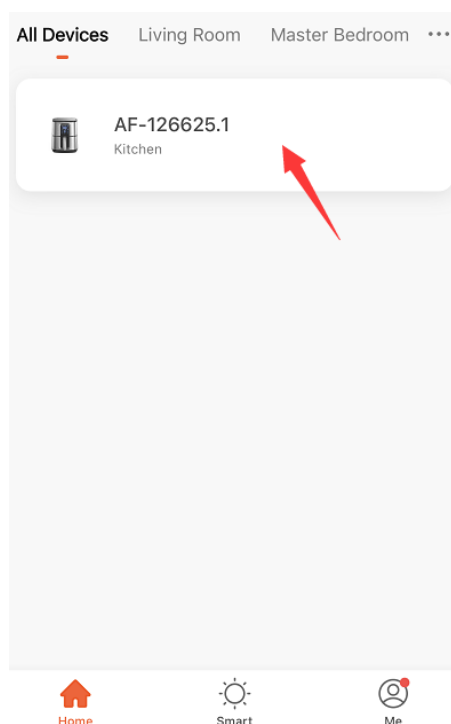 All Devices Living Room Master Bedroom ...
AF-126625.1
Kitchen
Home Smart Me